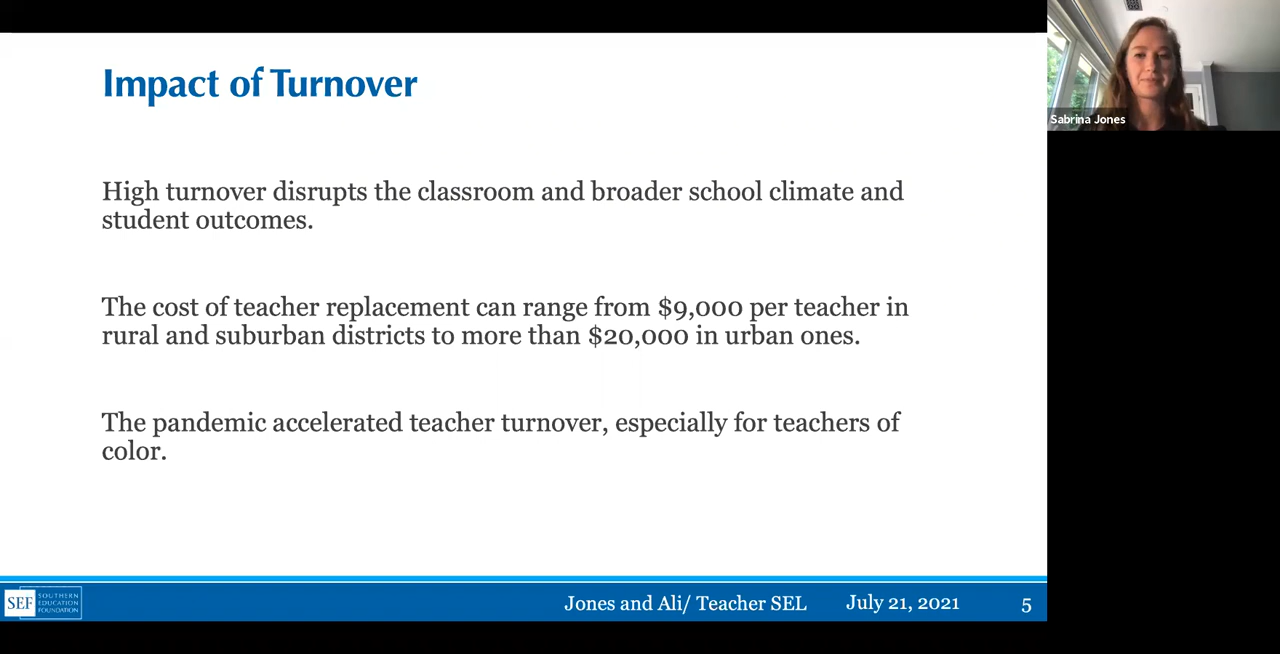 Impact of Turnover
Sabrina Jones
High turnover disrupts the classroom and broader school climate and
student outcomes.
The cost of teacher replacement can range from $9,000 per teacher in
rural and suburban districts to more than $20,000 in urban ones.
The pandemic accelerated teacher turnover, especially for teachers of
color.
SEF
SOUTHERN
EDUCATION
FOUNDATION
Jones and Ali/ Teacher SEL
July 21, 2021
5